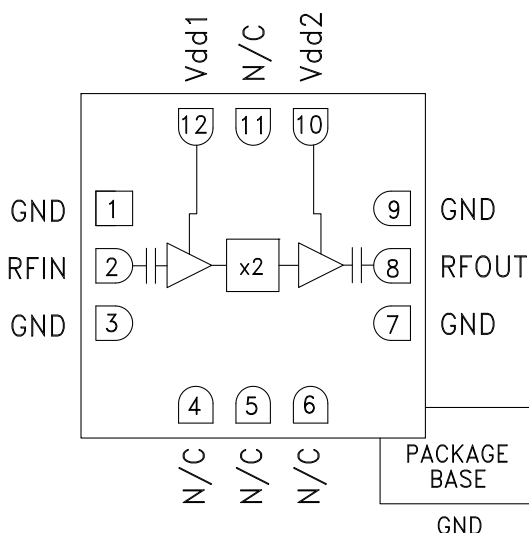 Vdd1
N/C
Vdd2
12
11
10
GND
1
9
GND
RFIN
2
x2
8
RFOUT
GND
3
7
GND
4
5
6
N/C
N/C
N/C
PACKAGE
BASE
GND